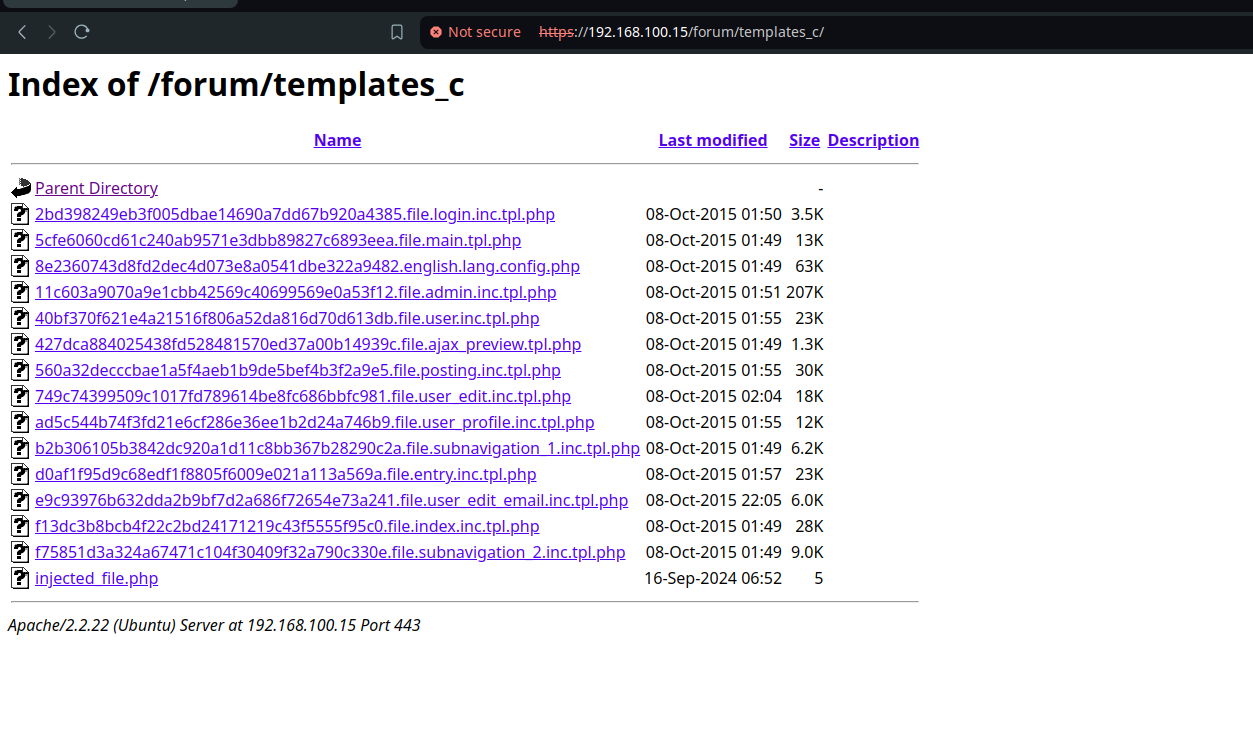 Not secure https://192.168.100.15/forum/templates_c/
Index of /forum/templates_c
Name Last modified Size Description
Parent Directory -
2bd398249eb3f005dbae14690a7dd67b920a4385.file.login.inc.tpl.php 08-Oct-2015 01:50 3.5K
5cfe6060cd61c240ab9571e3dbb89827c6893eea.file.main.tpl.php 08-Oct-2015 01:49 13K
8e2360743d8fd2dec4d073e8a0541dbe322a9482.english.lang.config.php 08-Oct-2015 01:49 63K
11c603a9070a9e1cbb42569c40699569e0a53f12.file.admin.inc.tpl.php 08-Oct-2015 01:51 207K
40bf370f621e4a21516f806a52da816d70d613db.file.user.inc.tpl.php 08-Oct-2015 01:55 23K
427dca884025438fd528481570ed37a00b14939c.file.ajax_preview.tpl.php 08-Oct-2015 01:49 1.3K
560a32decccbae1a5f4aeb1b9de5bef4b3f2a9e5.file.posting.inc.tpl.php 08-Oct-2015 01:55 30K
749c74399509c1017fd789614be8fc686bbfc981.file.user_edit.inc.tpl.php 08-Oct-2015 02:04 18K
ad5c544b74f3fd21e6cf286e36ee1b2d24a746b9.file.user_profile.inc.tpl.php 08-Oct-2015 01:55 12K
b2b306105b3842dc920a1d11c8bb367b28290c2a.file.subnavigation_1.inc.tpl.php 08-Oct-2015 01:49 6.2K
d0af1f95d9c68edf1f8805f6009e021a113a569a.file.entry.inc.tpl.php 08-Oct-2015 01:57 23K
e9c93976b632dda2b9bf7d2a686f72654e73a241.file.user_edit_email.inc.tpl.php 08-Oct-2015 22:05 6.0K
f13dc3b8bcb4f22c2bd24171219c43f5555f95c0.file.index.inc.tpl.php 08-Oct-2015 01:49 28K
f75851d3a324a67471c104f30409f32a790c330e.file.subnavigation_2.inc.tpl.php 08-Oct-2015 01:49 9.0K
injected_file.php 16-Sep-2024 06:52 5
Apache/2.2.22 (Ubuntu) Server at 192.168.100.15 Port 443